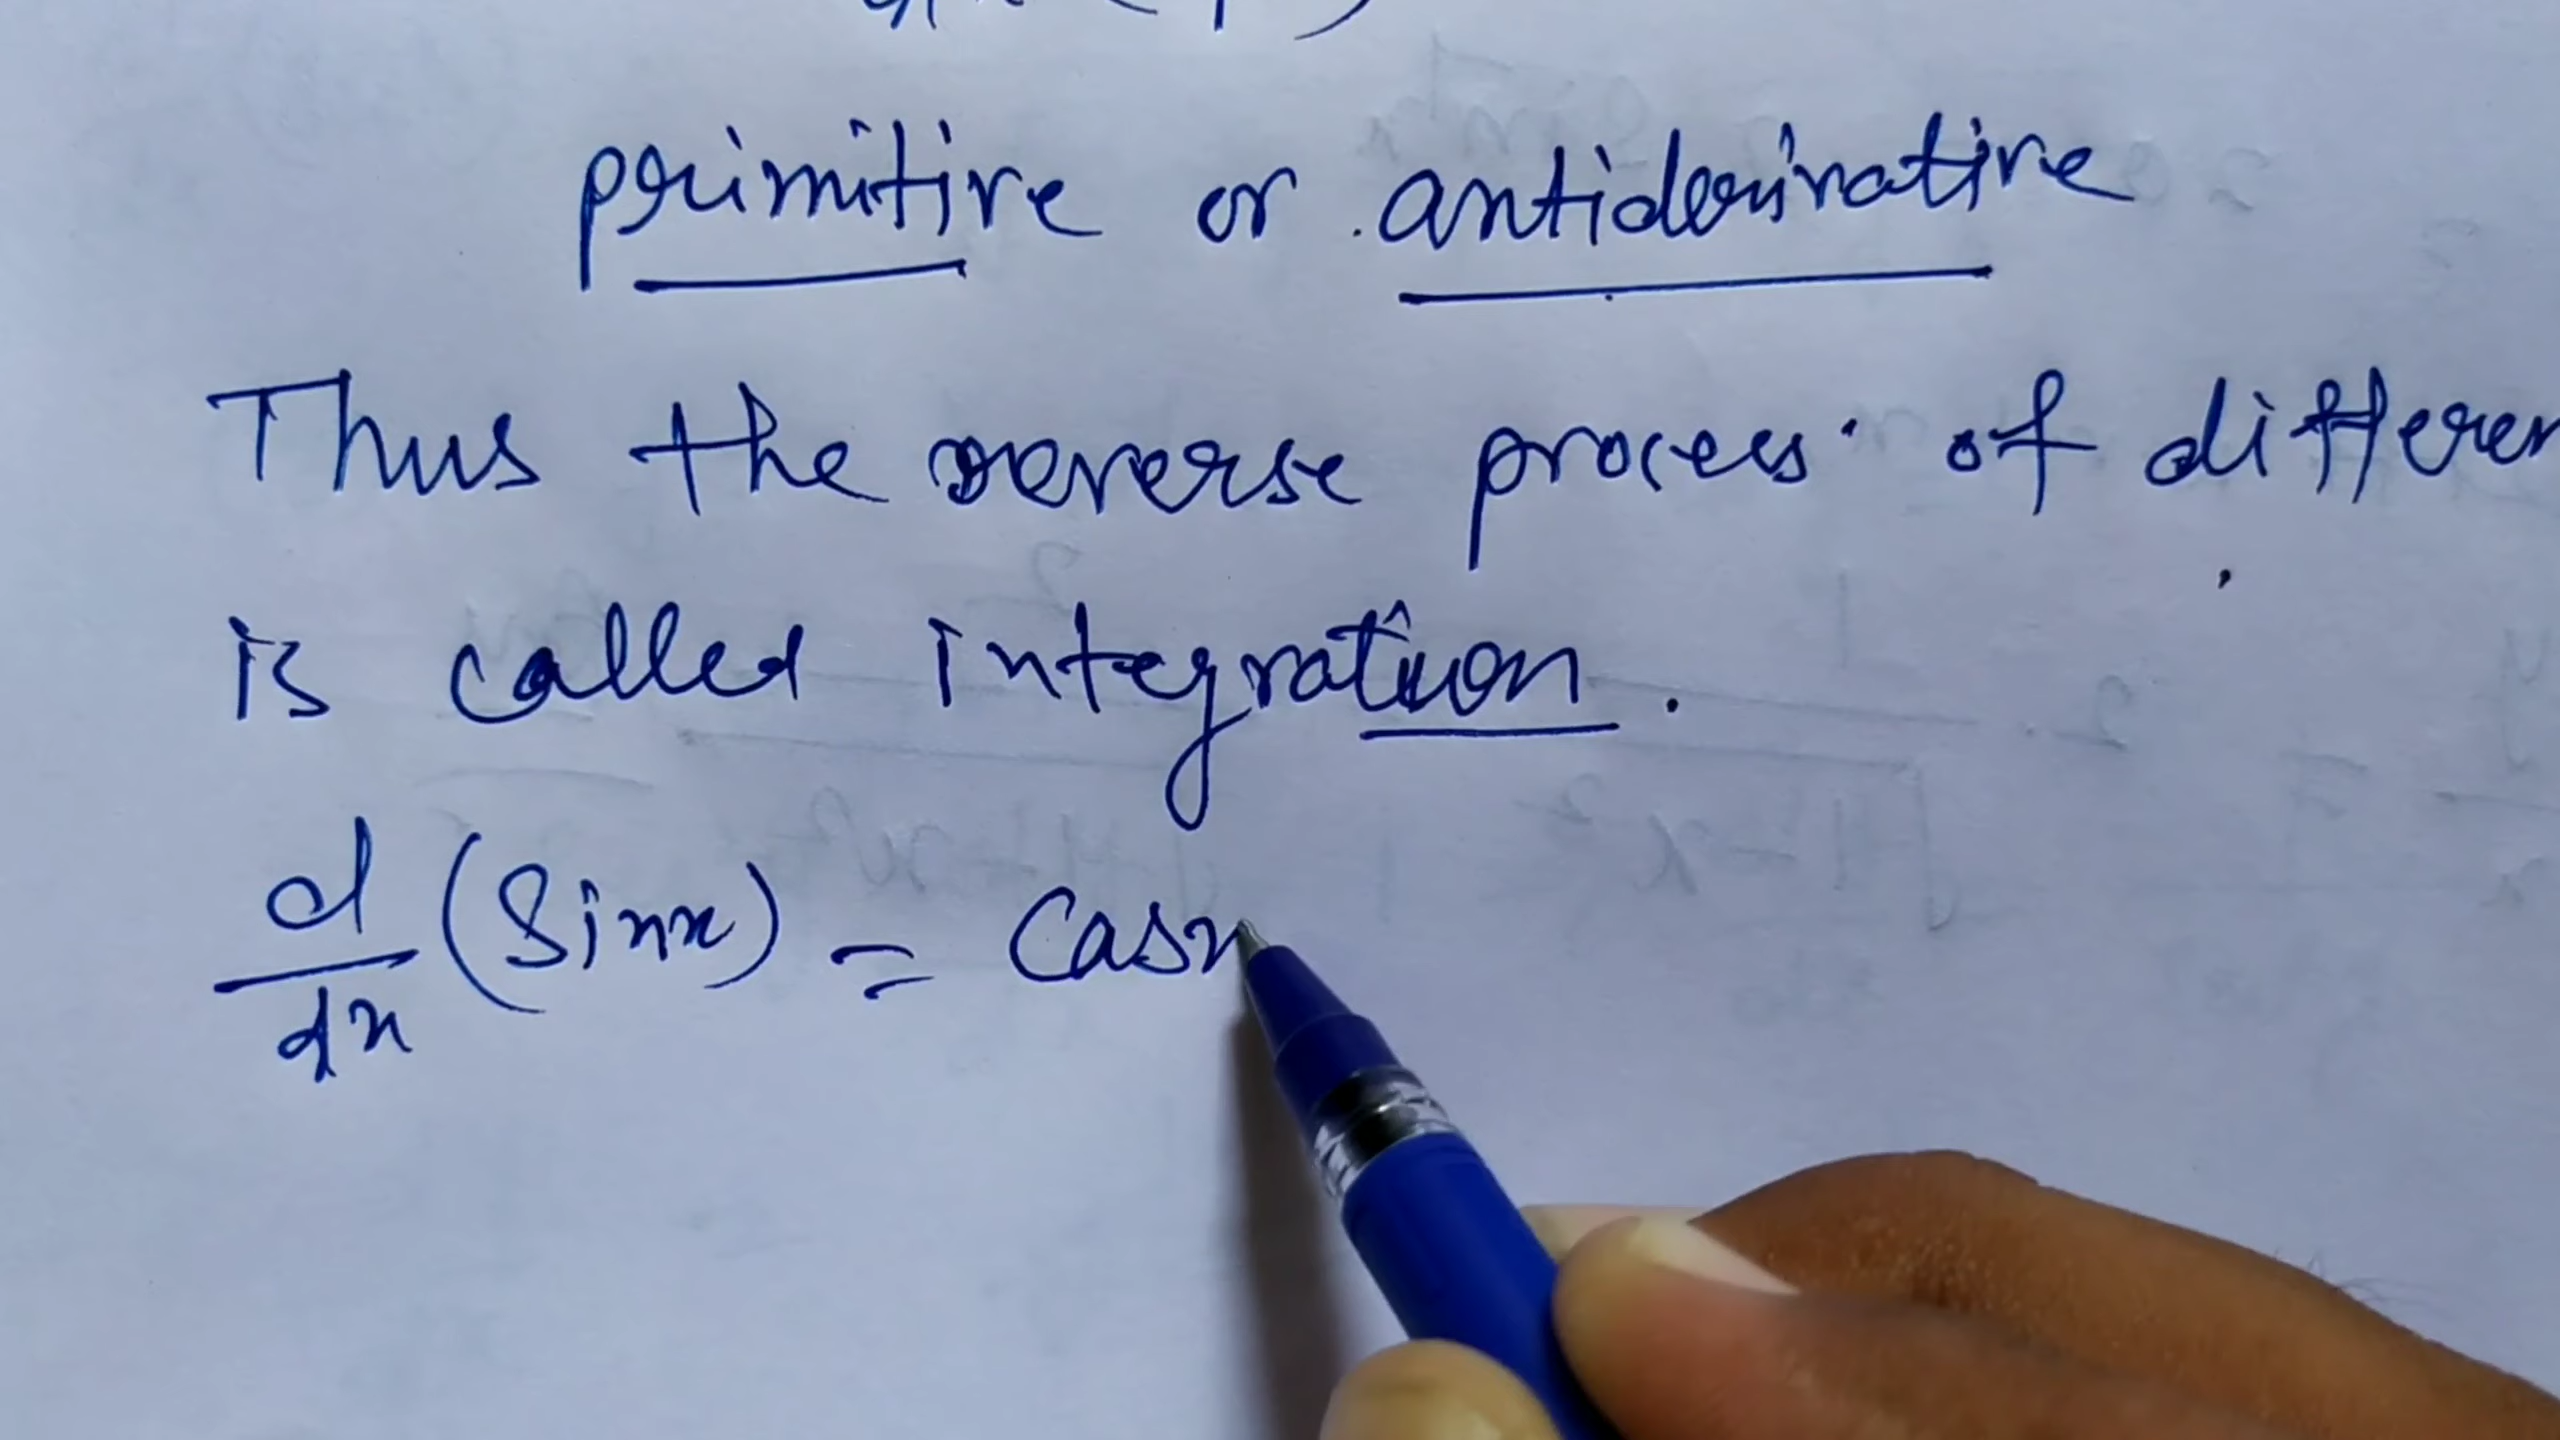 primitive or antiderivative
Thus the reverse process of differen
is called integration.
d/dx (Sinx) = Cosx